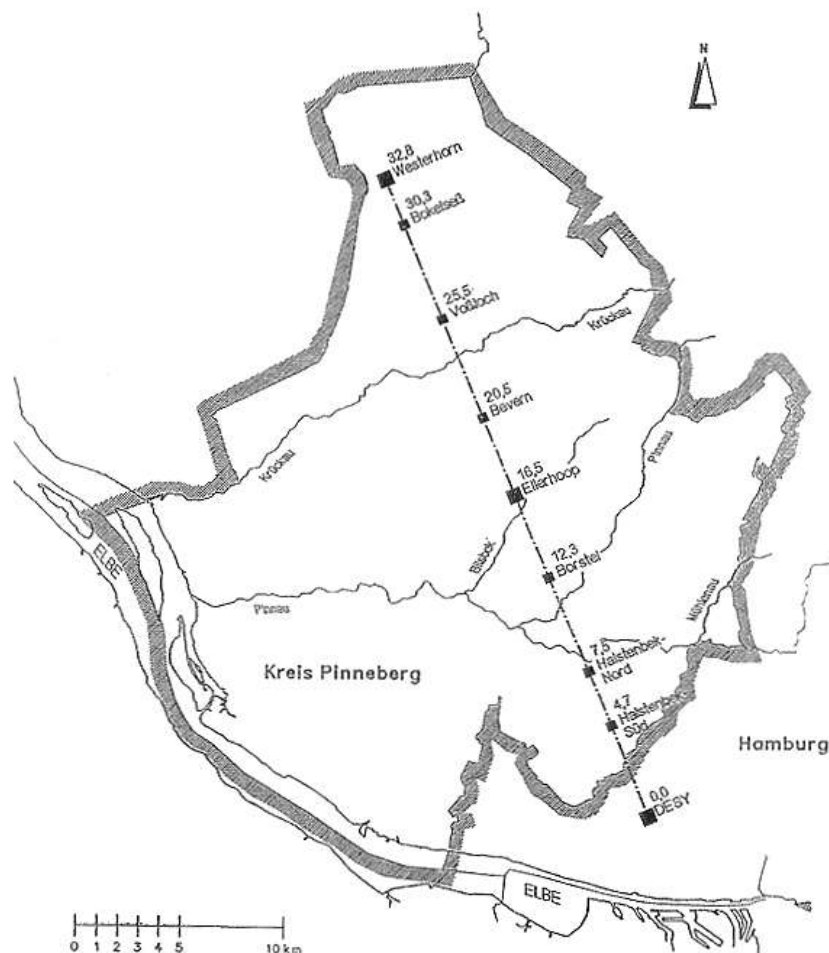 N
32,8
Westerhorn
30,3
Bokelseß
25,5
Voßloch
Krückau
20,5
Bevern
Pinnau
Krückau
16,5
Ellerhoop
ELBE
Bilsbek
12,3
Borstel
Pinnau
Mühlenau
7,5
Halstenbek-
Nord
Kreis Pinneberg
4,7
Halstenbek-
Süd
Hamburg
0,0
DESY
ELBE
0 1 2 3 4 5 10 km